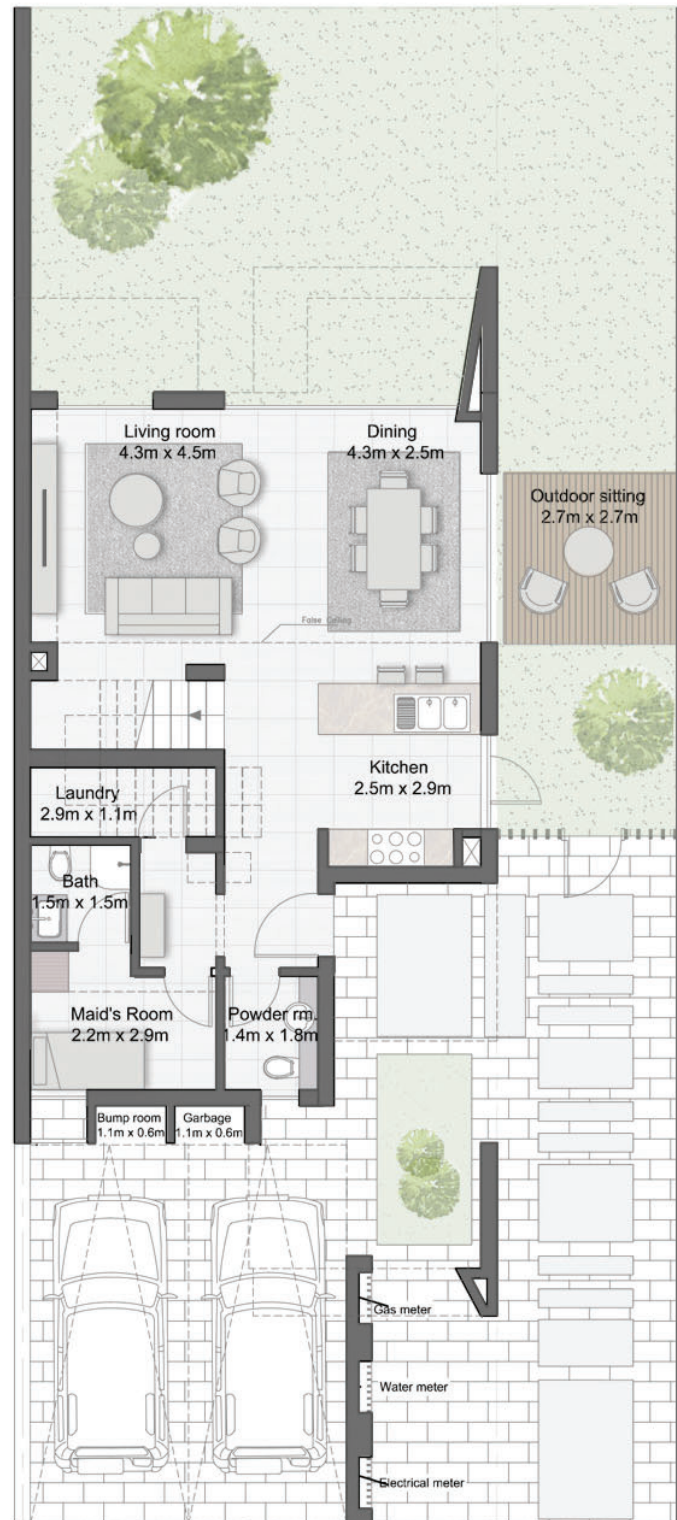 Living room
4.3m x 4.5m
Dining
4.3m x 2.5m
Outdoor sitting
2.7m x 2.7m
False Ceiling
Kitchen
2.5m x 2.9m
Laundry
2.9m x 1.1m
Bath
1.5m x 1.5m
Maid's Room
2.2m x 2.9m
Powder rm.
1.4m x 1.8m
Bump room
1.1m x 0.6m
Garbage
1.1m x 0.6m
Gas meter
Water meter
Electrical meter